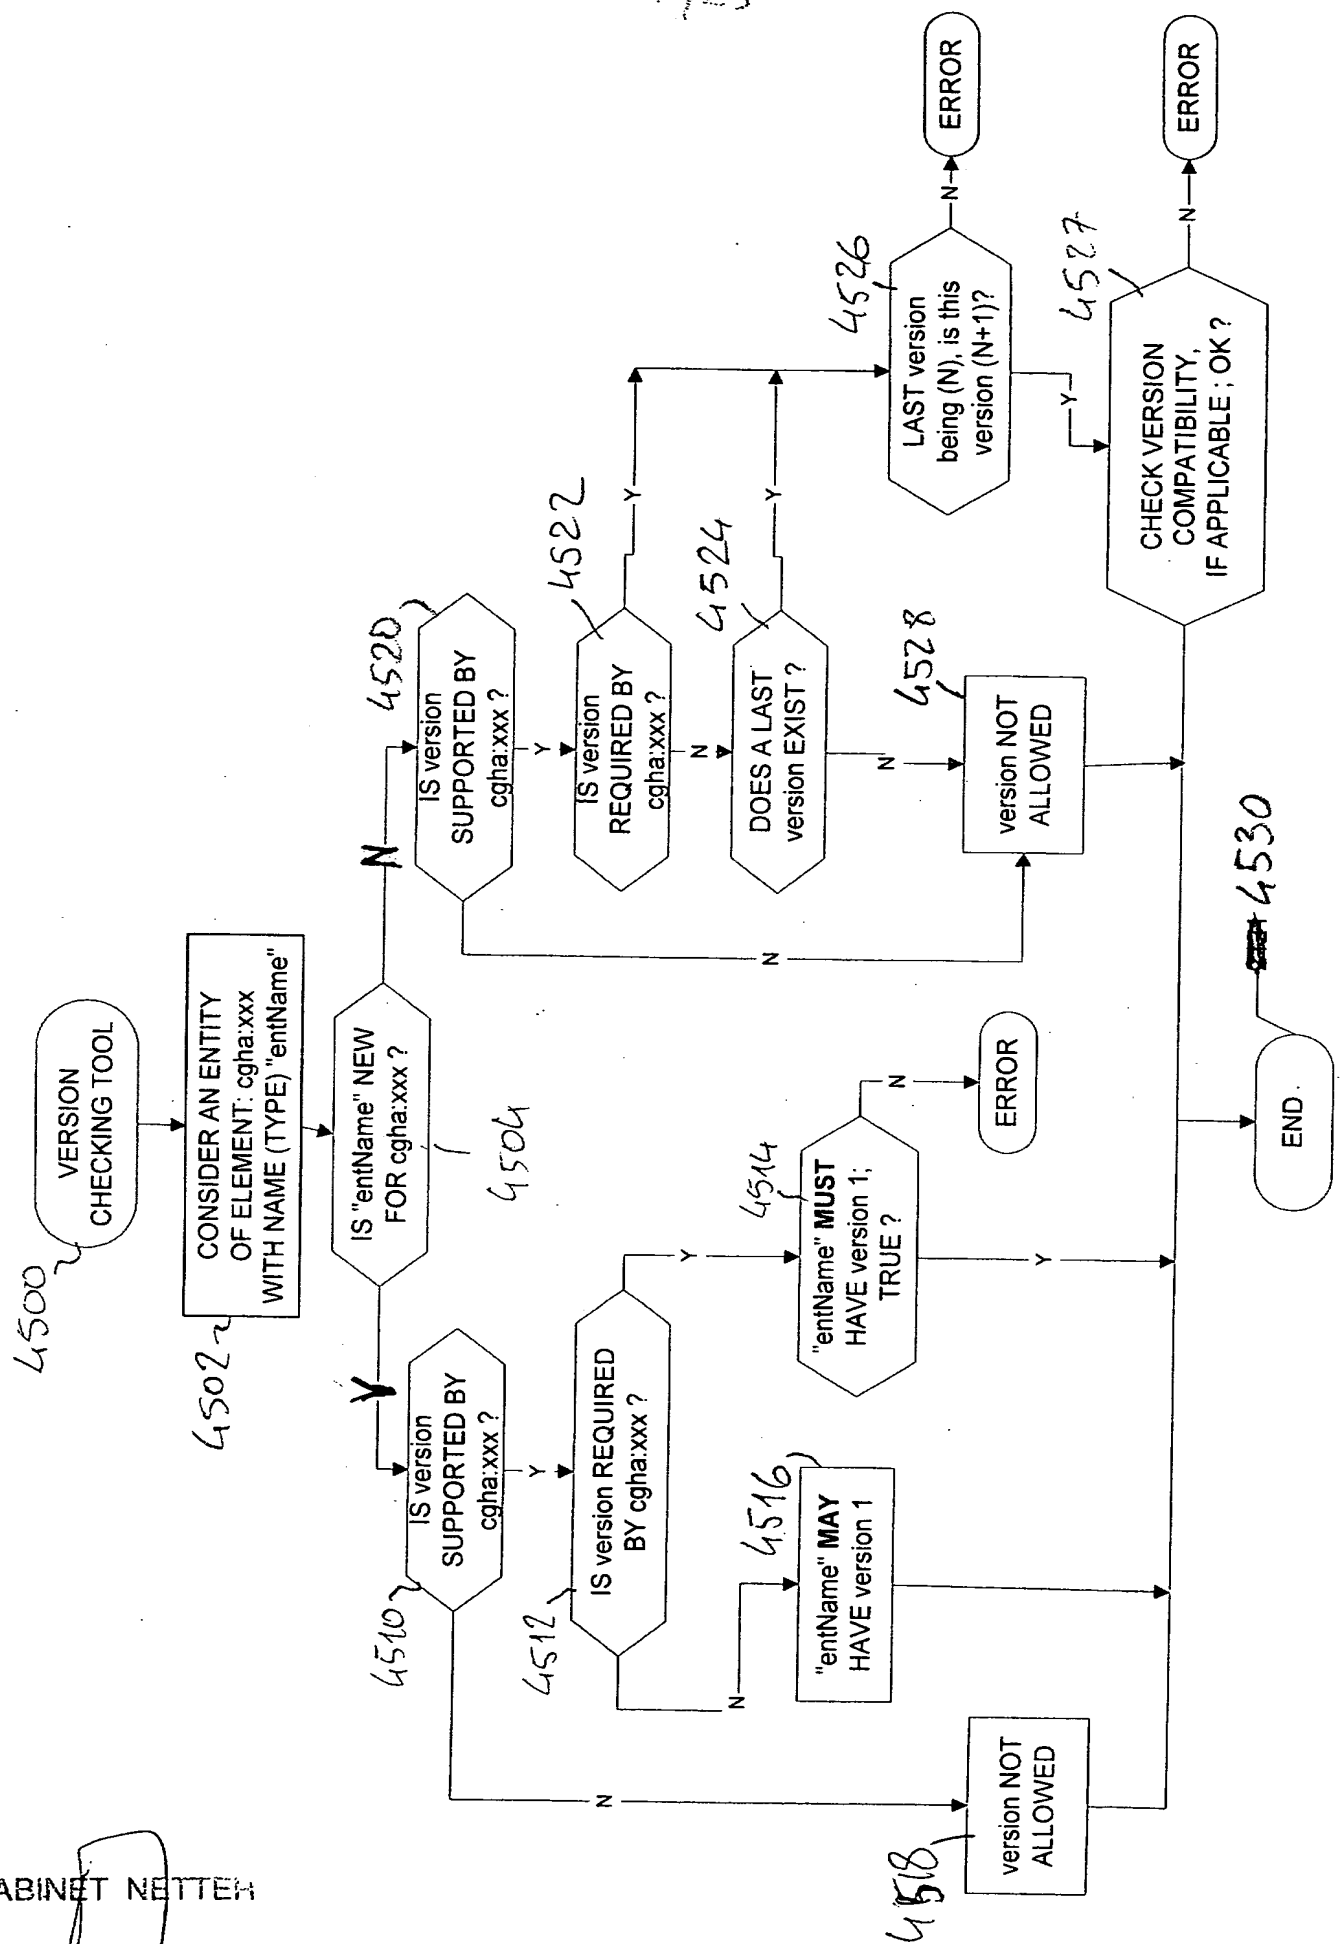 4500
VERSION
CHECKING TOOL
4502
CONSIDER AN ENTITY
OF ELEMENT: cgha:xxx
WITH NAME (TYPE) "entName"
IS "entName" NEW
FOR cgha:xxx ?
4504
Y
N
4510
IS version
SUPPORTED BY
cgha:xxx ?
Y
N
4512
IS version REQUIRED
BY cgha:xxx ?
N
Y
4516
"entName" MAY
HAVE version 1
4514
"entName" MUST
HAVE version 1;
TRUE ?
N
ERROR
Y
4518
version NOT
ALLOWED
4520
IS version
SUPPORTED BY
cgha:xxx ?
Y
N
4522
IS version
REQUIRED BY
cgha:xxx ?
Y
N
4524
DOES A LAST
version EXIST ?
Y
N
4528
version NOT
ALLOWED
4526
LAST version
being (N), is this
version (N+1)?
N
ERROR
Y
4527
CHECK VERSION
COMPATIBILITY,
IF APPLICABLE ; OK ?
N
ERROR
4530
END.
ABINET NETTER